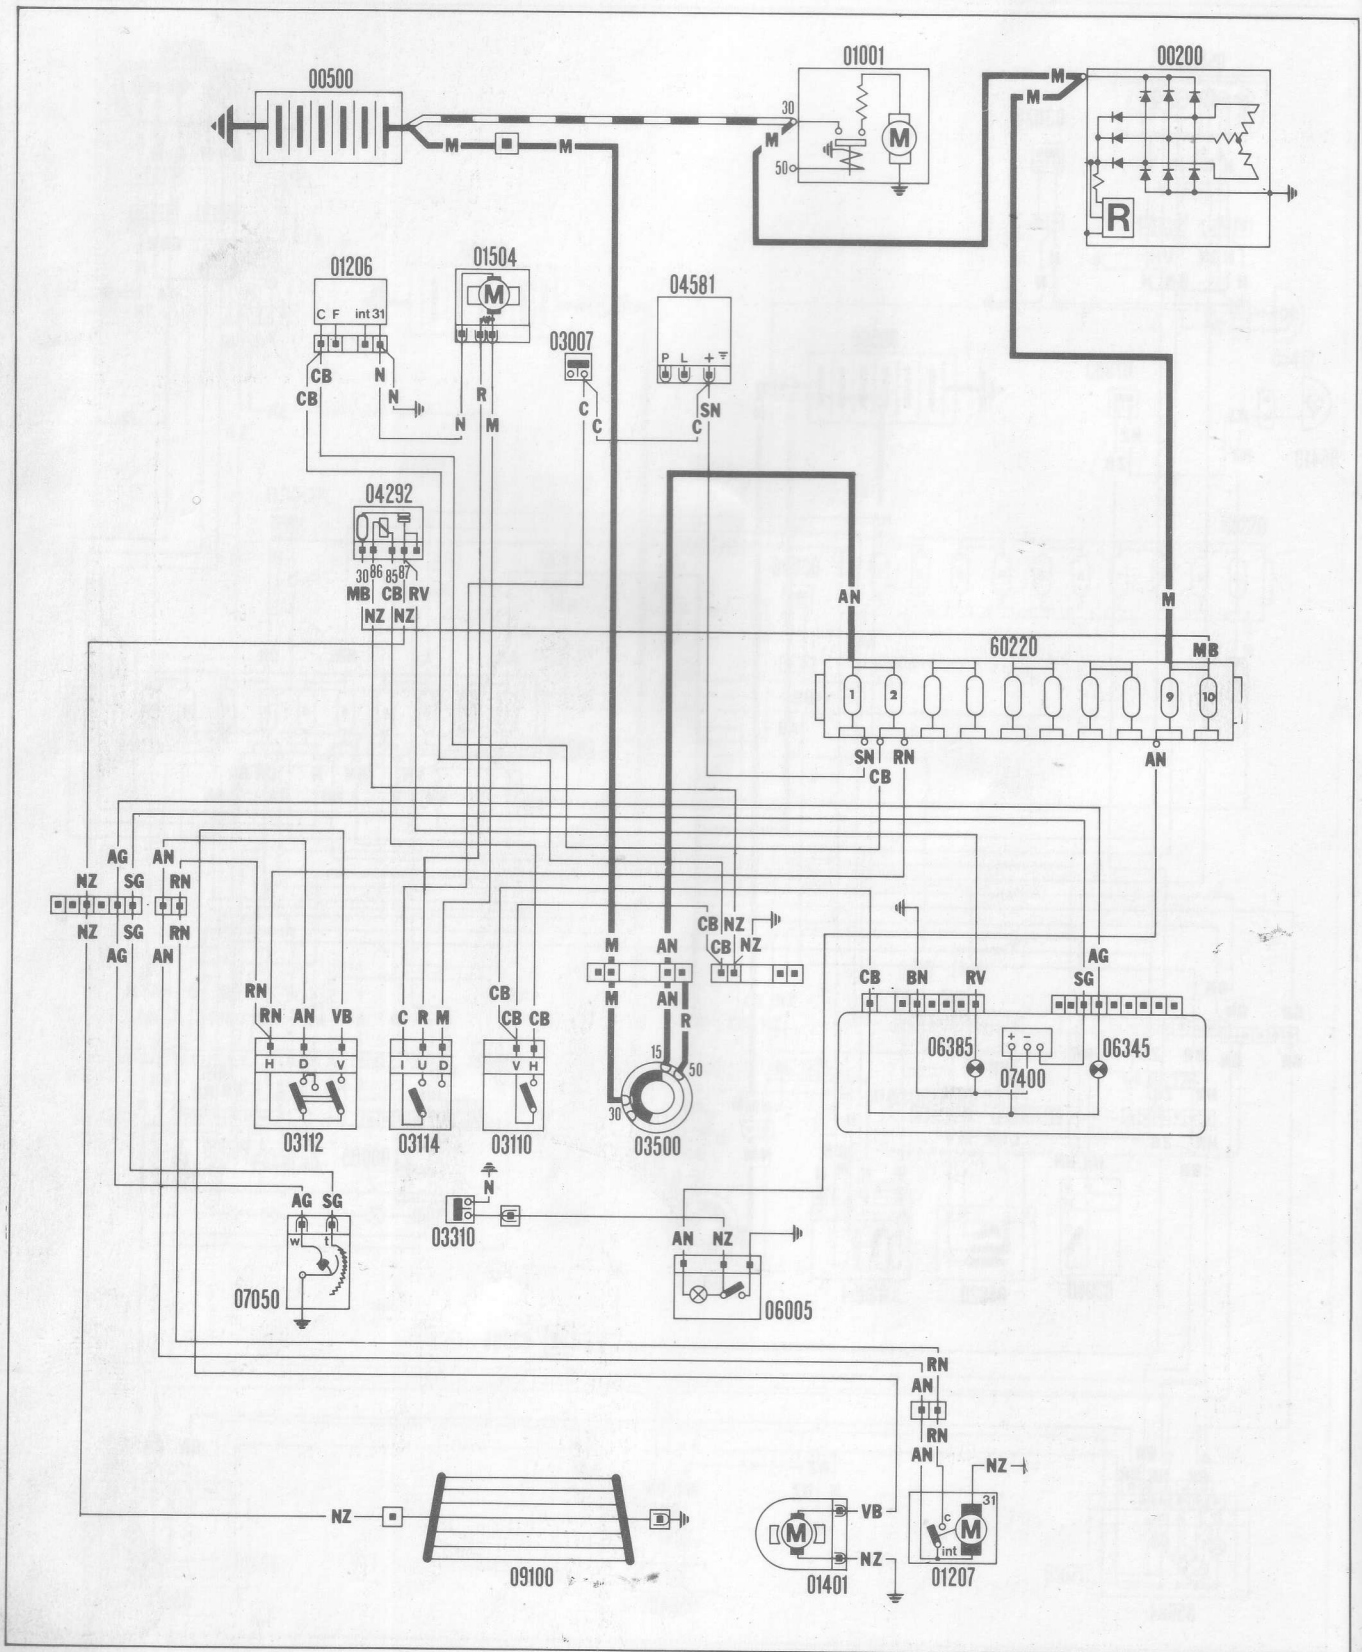 00500
01001
00200
30
M
M
M
M
M
50
M
R
01206
C F int 31
01504
M
04581
P L +
03007
CB
N
CB
N
R
N M
C
C
SN
C
04292
30 86 85 87
MB CB RV
NZ NZ
AN
M
60220
MB
1 2 9 10
SN RN
CB
AN
AG AN
NZ SG RN
NZ SG RN
AG AN
CB NZ
M AN
CB NZ
AG
CB BN RV SG
M AN
R
RN
RN AN VB
C R M
CB
CB CB
H D V
I U D
V H
15
50
30
+ -
06385
06345
07400
03112
03114
03110
03500
N
03310
AG SG
w t
07050
AN NZ
06005
RN
AN
RN
AN
NZ
31
NZ
09100
M
VB
NZ
01401
c
M
int
01207